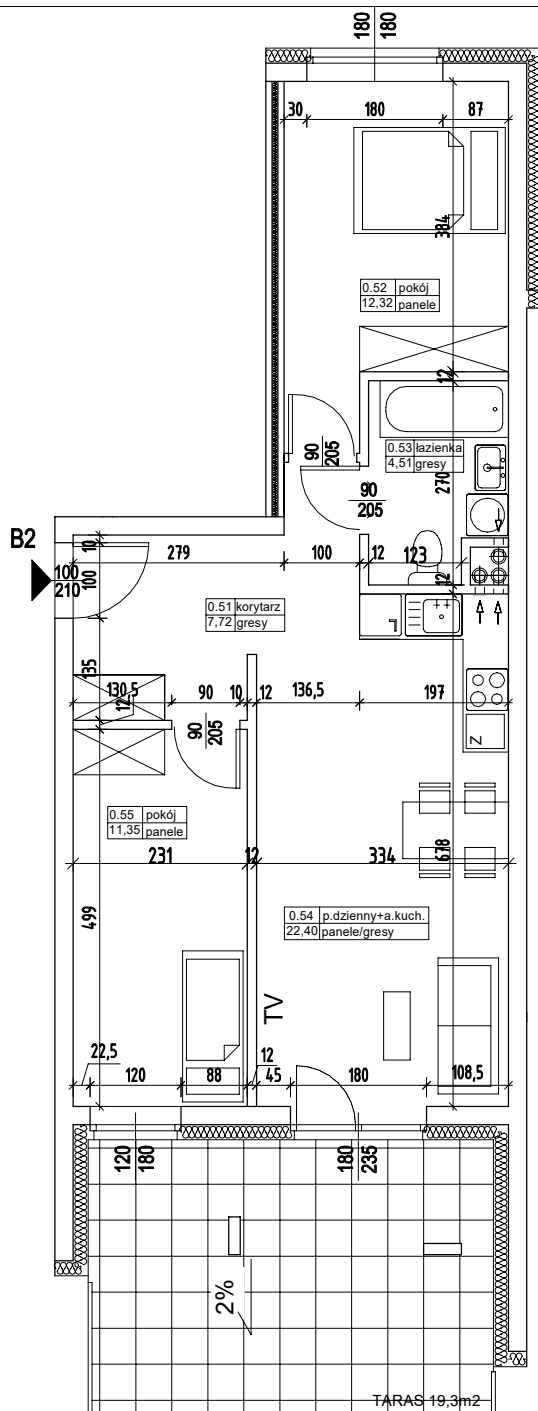 180
180
30 180 87
384
0.52 pokój
12,32 panele
12
0.53 łazienka
4,51 gresy
270
90
205
90
205
B2
100
210
10
100
279 100 12 123
12
0.51 korytarz
7,72 gresy
135
130,5 90 10 12 136,5 197
12,5
90
205
Z
0.55 pokój
11,35 panele
231 12 334
678
499
0.54 p.dzienny+a.kuch.
22,40 panele/gresy
TV
22,5 120 88 12 45 180 108,5
120
180
180
235
2%
TARAS 19,3m2